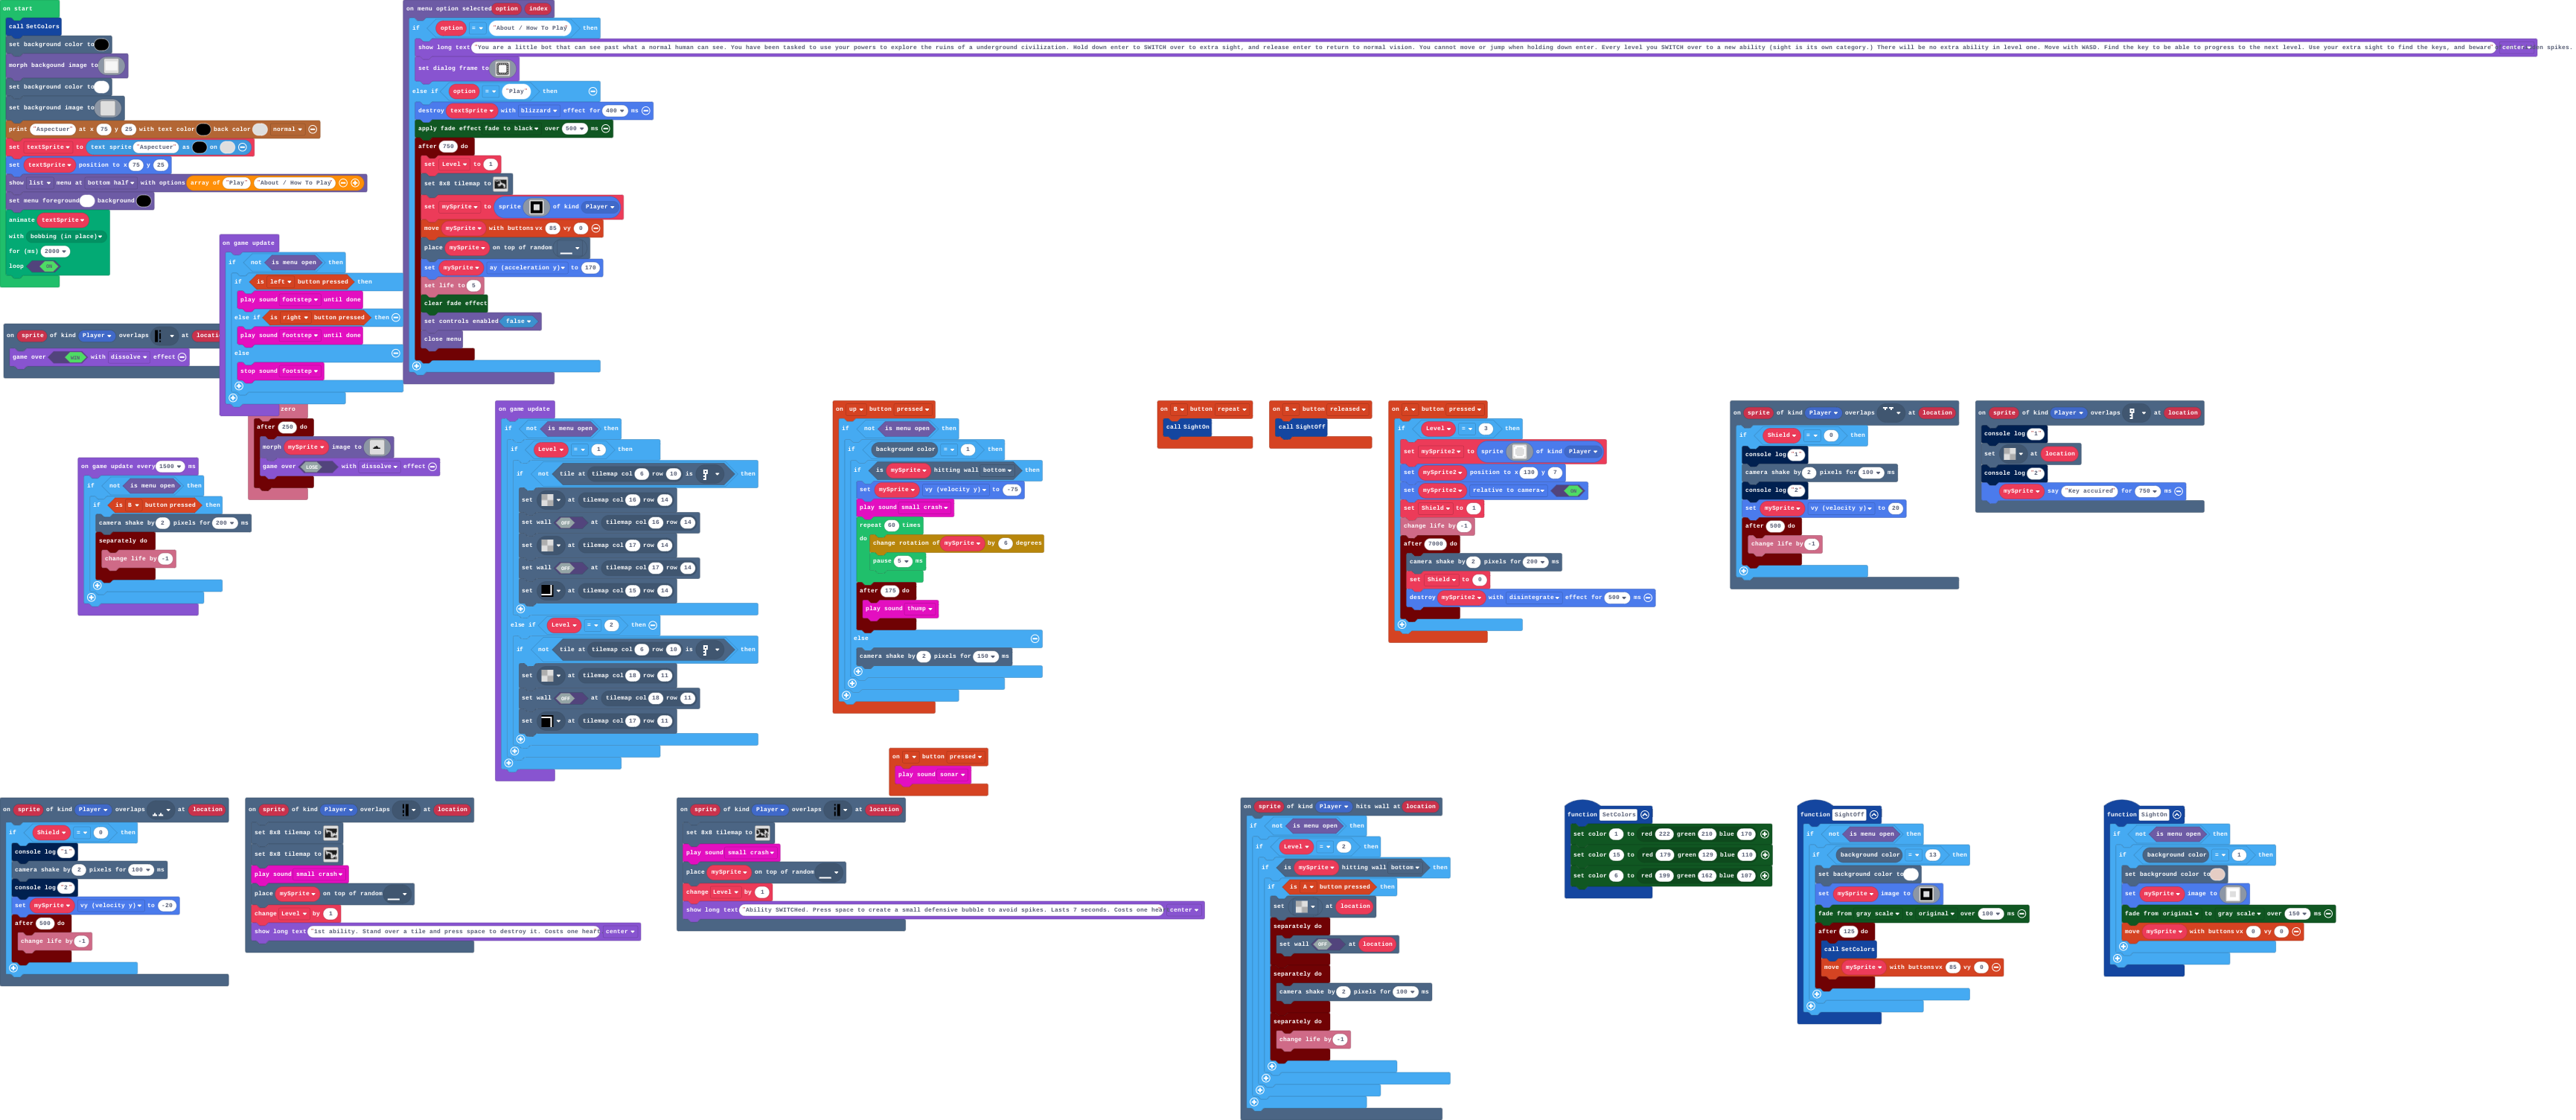 on start
call SetColors
set background color to
morph backgound image to
set background color to
set background image to
print "Aspectuer" at x 75 y 25 with text color back color normal
set textSprite to text sprite "Aspectuer" as on
set textSprite position to x 75 y 25
show list menu at bottom half with options array of "Play" "About / How To Play"
set menu foreground background
animate textSprite
with bobbing (in place)
for (ms) 2000
loop ON
on menu option selected option index
if option = "About / How To Play" then
show long text "You are a little bot that can see past what a normal human can see. You have been tasked to use your powers to explore the ruins of a underground civilization. Hold down enter to SWITCH over to extra sight, and release enter to return to normal vision. You cannot move or jump when holding down enter. Every level you SWITCH over to a new ability (sight is its own category.) There will be no extra ability in level one. Move with WASD. Find the key to be able to progress to the next level. Use your extra sight to find the keys, and beware" center en spikes.
set dialog frame to
else if option = "Play" then
destroy textSprite with blizzard effect for 400 ms
apply fade effect fade to black over 500 ms
after 750 do
set Level to 1
set 8x8 tilemap to
set mySprite to sprite of kind Player
move mySprite with buttons vx 85 vy 0
place mySprite on top of random
set mySprite ay (acceleration y) to 170
set life to 5
clear fade effect
set controls enabled false
close menu
on game update
if not is menu open then
if is left button pressed then
play sound footstep until done
else if is right button pressed then
play sound footstep until done
else
stop sound footstep
on sprite of kind Player overlaps at locati
game over WIN with dissolve effect
zero
after 250 do
morph mySprite image to
game over LOSE with dissolve effect
on game update every 1500 ms
if not is menu open then
if is B button pressed then
camera shake by 2 pixels for 200 ms
separately do
change life by -1
on game update
if not is menu open then
if Level = 1 then
if not tile at tilemap col 6 row 10 is then
set at tilemap col 16 row 14
set wall OFF at tilemap col 16 row 14
set at tilemap col 17 row 14
set wall OFF at tilemap col 17 row 14
set at tilemap col 15 row 14
else if Level = 2 then
if not tile at tilemap col 6 row 10 is then
set at tilemap col 18 row 11
set wall OFF at tilemap col 18 row 11
set at tilemap col 17 row 11
on up button pressed
if not is menu open then
if background color = 1 then
if is mySprite hitting wall bottom then
set mySprite vy (velocity y) to -75
play sound small crash
repeat 80 times
do change rotation of mySprite by 6 degrees
pause 5 ms
after 175 do
play sound thump
else
camera shake by 2 pixels for 150 ms
on B button pressed
play sound sonar
on B button repeat
call SightOn
on B button released
call SightOff
on A button pressed
if Level = 3 then
set mySprite2 to sprite of kind Player
set mySprite2 position to x 130 y 7
set mySprite2 relative to camera ON
set Shield to 1
change life by -1
after 7000 do
camera shake by 2 pixels for 200 ms
set Shield to 0
destroy mySprite2 with disintegrate effect for 500 ms
on sprite of kind Player overlaps at location
if Shield = 0 then
console log "1"
camera shake by 2 pixels for 100 ms
console log "2"
set mySprite vy (velocity y) to 20
after 500 do
change life by -1
on sprite of kind Player overlaps at location
console log "1"
set at location
console log "2"
mySprite say "Key accuired" for 750 ms
on sprite of kind Player overlaps at location
if Shield = 0 then
console log "1"
camera shake by 2 pixels for 100 ms
console log "2"
set mySprite vy (velocity y) to -20
after 500 do
change life by -1
on sprite of kind Player overlaps at location
set 8x8 tilemap to
set 8x8 tilemap to
play sound small crash
place mySprite on top of random
change Level by 1
show long text "1st ability. Stand over a tile and press space to destroy it. Costs one heart" center
on sprite of kind Player overlaps at location
set 8x8 tilemap to
play sound small crash
place mySprite on top of random
change Level by 1
show long text "Ability SWITCHed. Press space to create a small defensive bubble to avoid spikes. Lasts 7 seconds. Costs one hea center
on sprite of kind Player hits wall at location
if not is menu open then
if Level = 2 then
if is mySprite hitting wall bottom then
if is A button pressed then
set at location
separately do
set wall OFF at location
separately do
camera shake by 2 pixels for 100 ms
separately do
change life by -1
function SetColors
set color 1 to red 222 green 210 blue 170
set color 15 to red 179 green 129 blue 110
set color 6 to red 190 green 162 blue 107
function SightOff
if not is menu open then
if background color = 13 then
set background color to
set mySprite image to
fade from gray scale to original over 100 ms
after 125 do
call SetColors
move mySprite with buttons vx 85 vy 0
function SightOn
if not is menu open then
if background color = 1 then
set background color to
set mySprite image to
fade from original to gray scale over 150 ms
move mySprite with buttons vx 0 vy 0